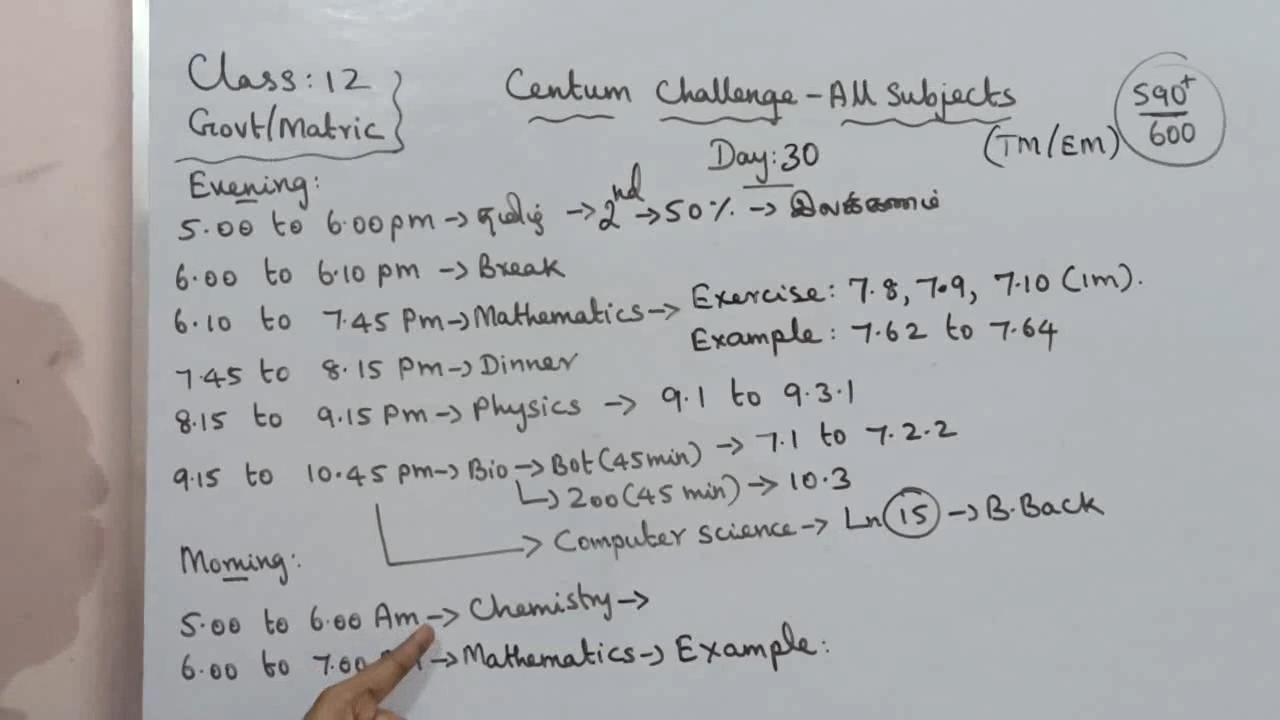 Class: 12
Govt/Matric
Centum Challenge - All Subjects
590+/600
(TM/EM)
Day: 30
Evening:
5.00 to 6.00 pm → தமிழ் → 2nd → 50% → இலக்கணம்
6.00 to 6.10 pm → Break
6.10 to 7.45 Pm → Mathematics → Exercise: 7.8, 7.9, 7.10 (1m).
Example: 7.62 to 7.64
7.45 to 8.15 Pm → Dinner
8.15 to 9.15 Pm → Physics → 9.1 to 9.3.1
9.15 to 10.45 pm → Bio → Bot (45min) → 7.1 to 7.2.2
↳ Zoo (45 min) → 10.3
→ Computer science → Ln 15 → B.Back
Morning:
5.00 to 6.00 Am → Chemistry →
6.00 to 7.00 → Mathematics → Example: